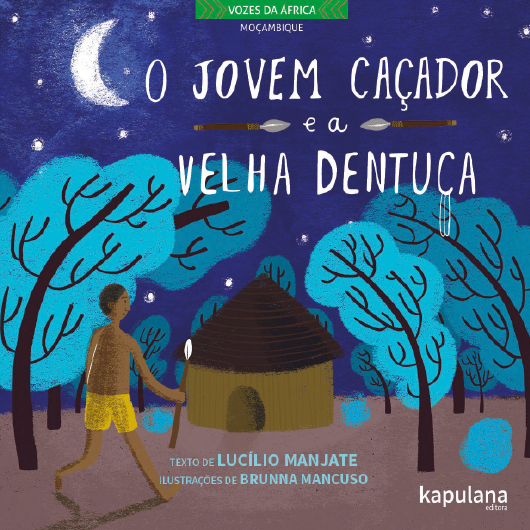 VOZES DA ÁFRICA
MOÇAMBIQUE
O JOVEM CAÇADOR
e a
VELHA DENTUÇA
TEXTO DE LUCÍLIO MANJATE
ILUSTRAÇÕES DE BRUNNA MANCUSO
kapulana
editora